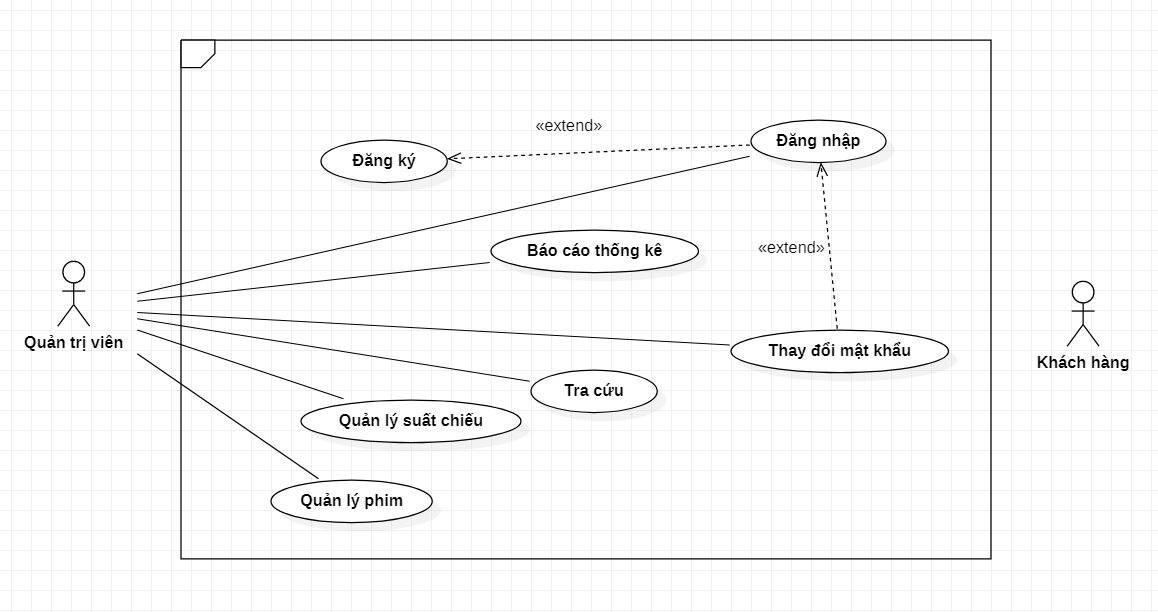 «extend»
Đăng nhập
Đăng ký
Báo cáo thống kê
«extend»
Quản trị viên
Thay đổi mật khẩu
Khách hàng
Tra cứu
Quản lý suất chiếu
Quản lý phim